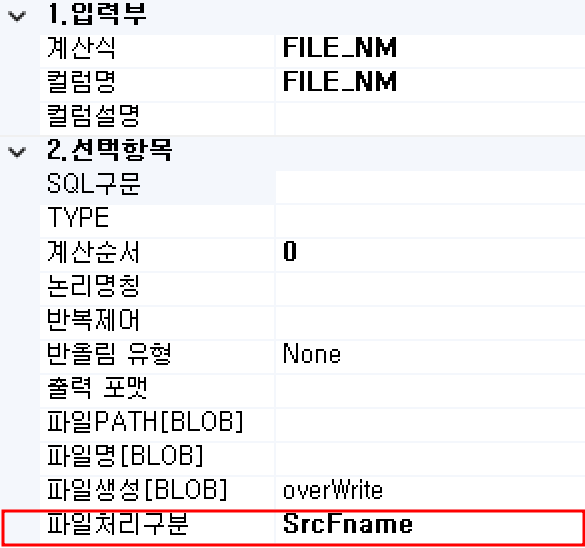 1.입력부
계산식 FILE_NM
컬럼명 FILE_NM
컬럼설명
2.선택항목
SQL구문
TYPE
계산순서 0
논리명칭
반복제어
반올림 유형 None
출력 포맷
파일PATH[BLOB]
파일명[BLOB]
파일생성[BLOB] overWrite
파일처리구분 SrcFname